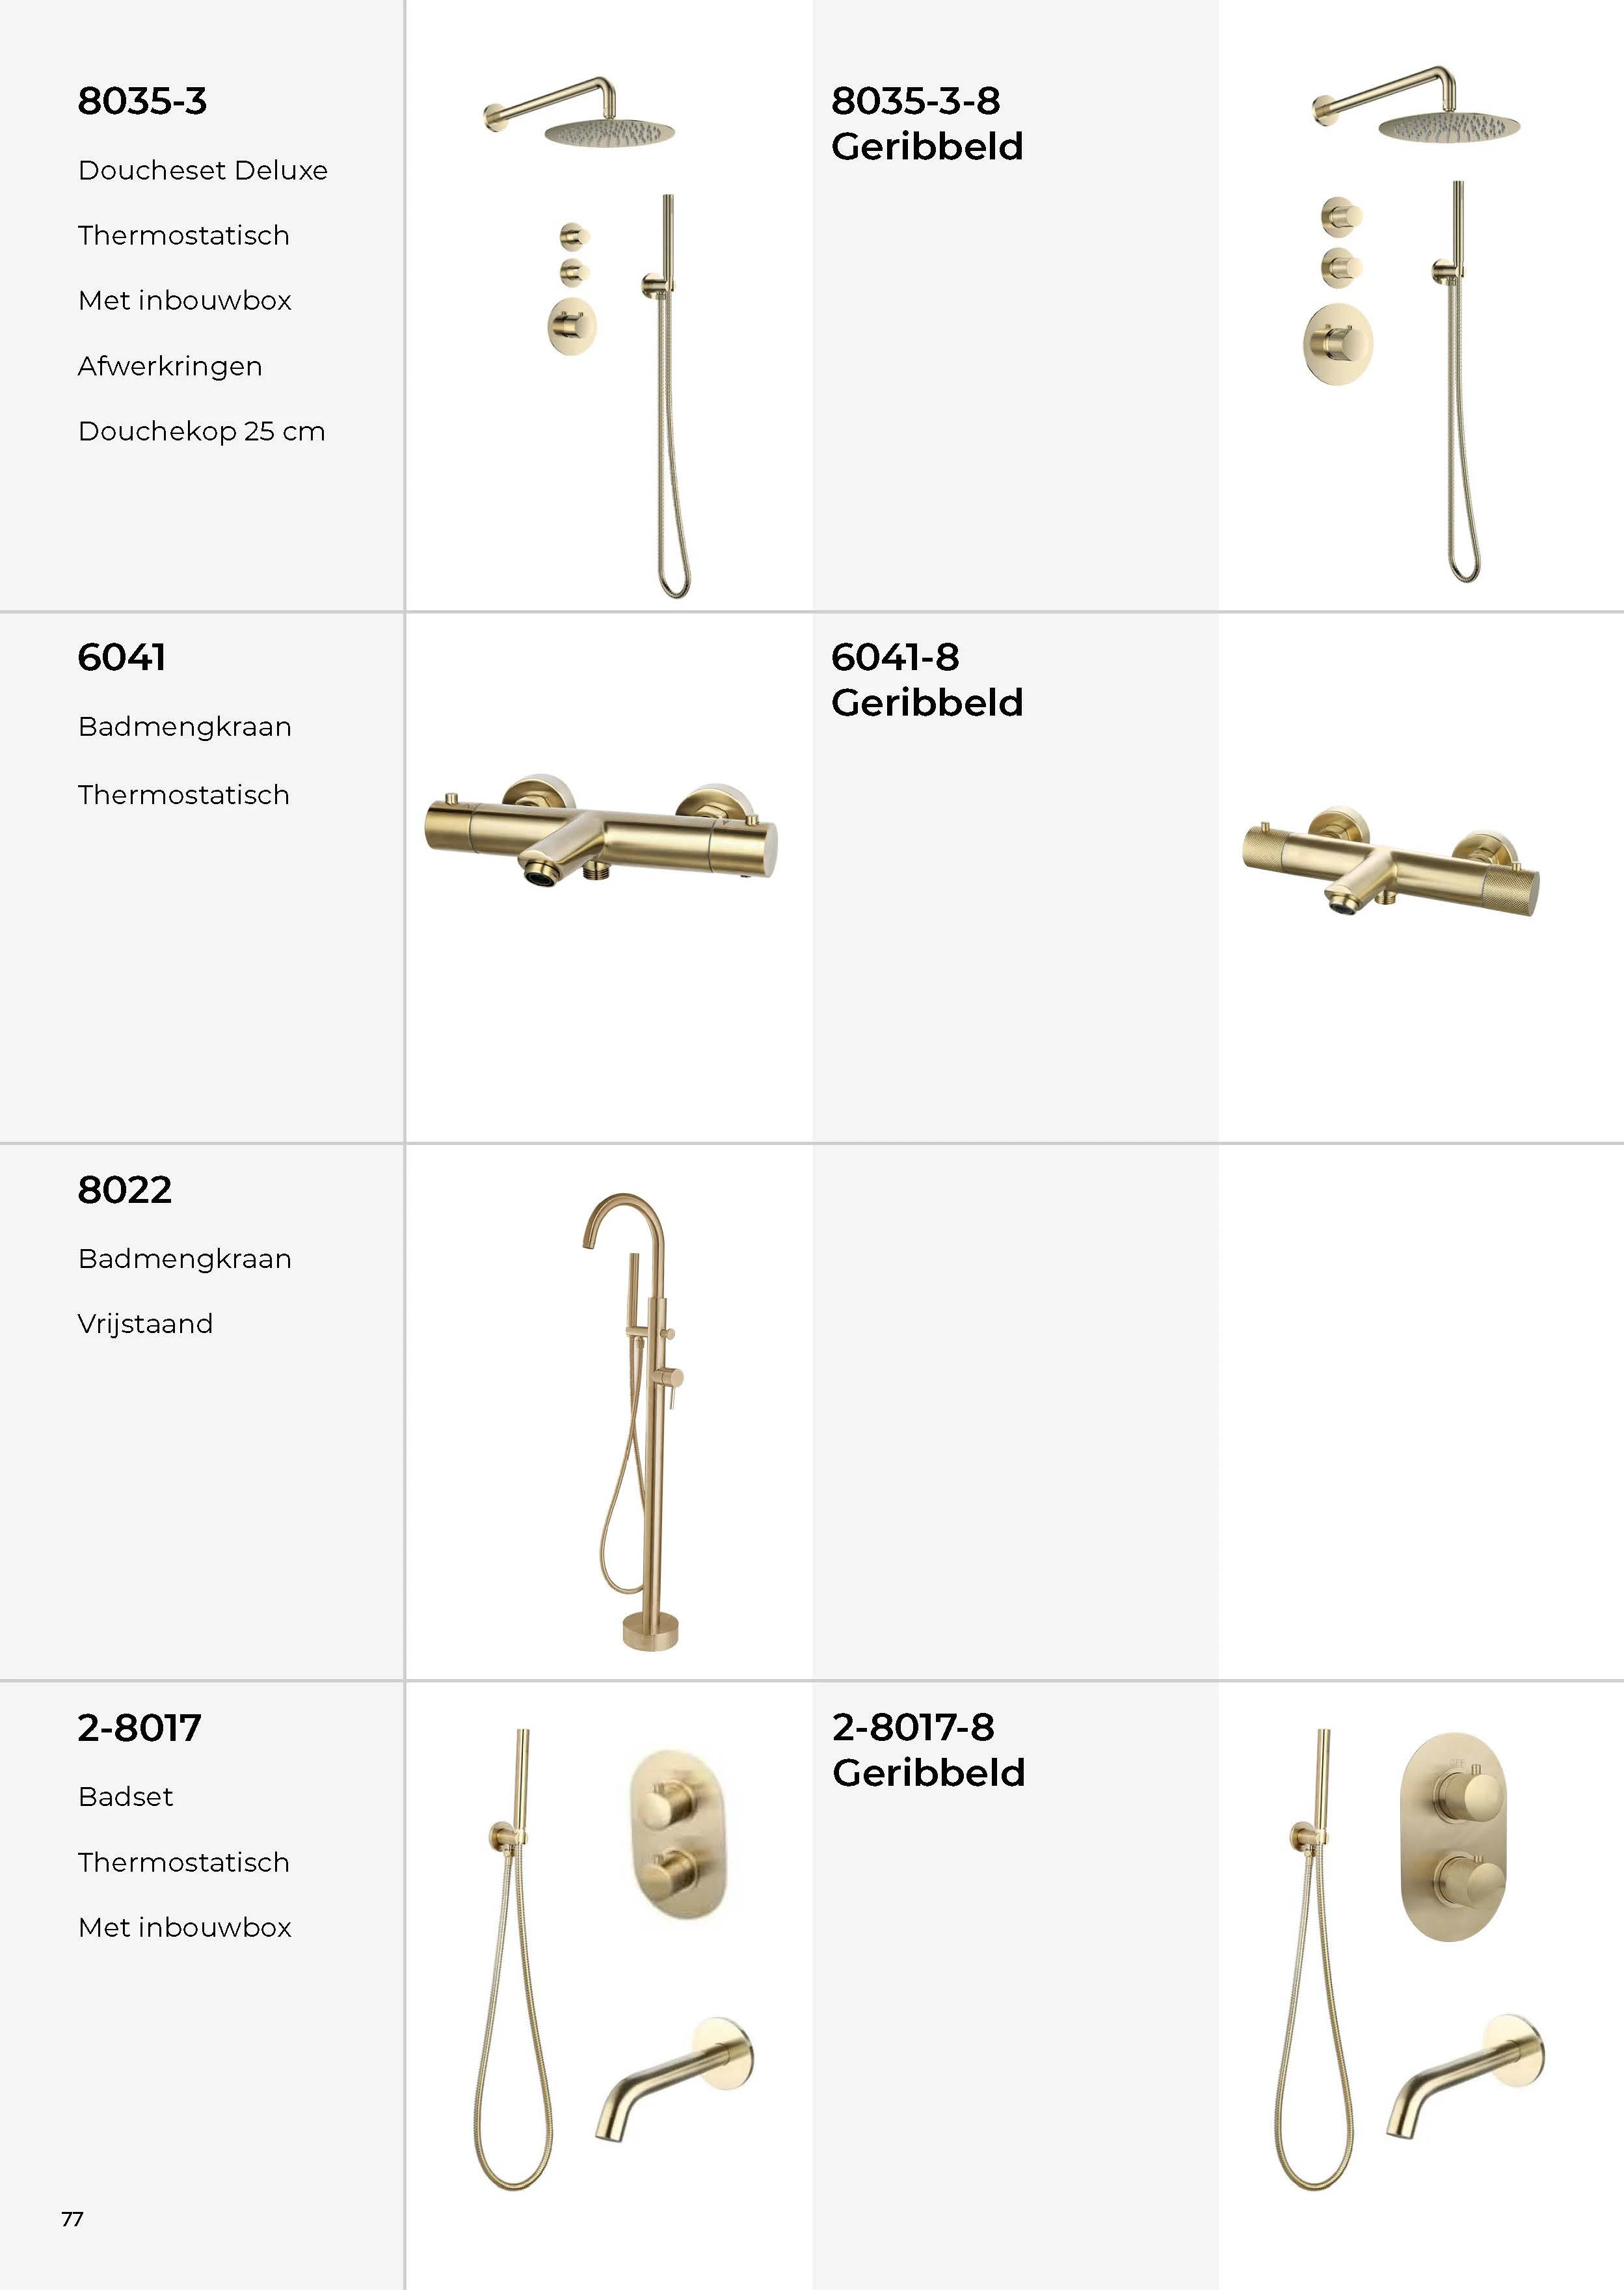 8035-3
Doucheset Deluxe
Thermostatisch
Met inbouwbox
Afwerkringen
Douchekop 25 cm
8035-3-8
Geribbeld
6041
Badmengkraan
Thermostatisch
6041-8
Geribbeld
8022
Badmengkraan
Vrijstaand
2-8017
Badset
Thermostatisch
Met inbouwbox
2-8017-8
Geribbeld
OFF
77